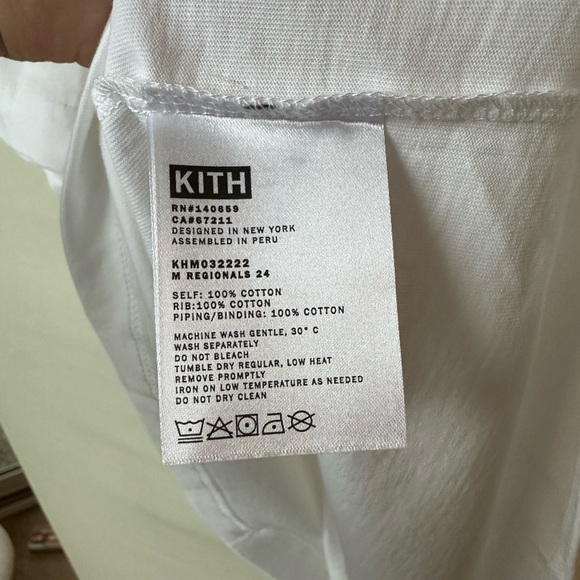 KITH
RN#140659
CA#67211
DESIGNED IN NEW YORK
ASSEMBLED IN PERU
KHM032222
M REGIONALS 24
SELF: 100% COTTON
RIB:100% COTTON
PIPING/BINDING: 100% COTTON
MACHINE WASH GENTLE, 30° C
WASH SEPARATELY
DO NOT BLEACH
TUMBLE DRY REGULAR, LOW HEAT
REMOVE PROMPTLY
IRON ON LOW TEMPERATURE AS NEEDED
DO NOT DRY CLEAN